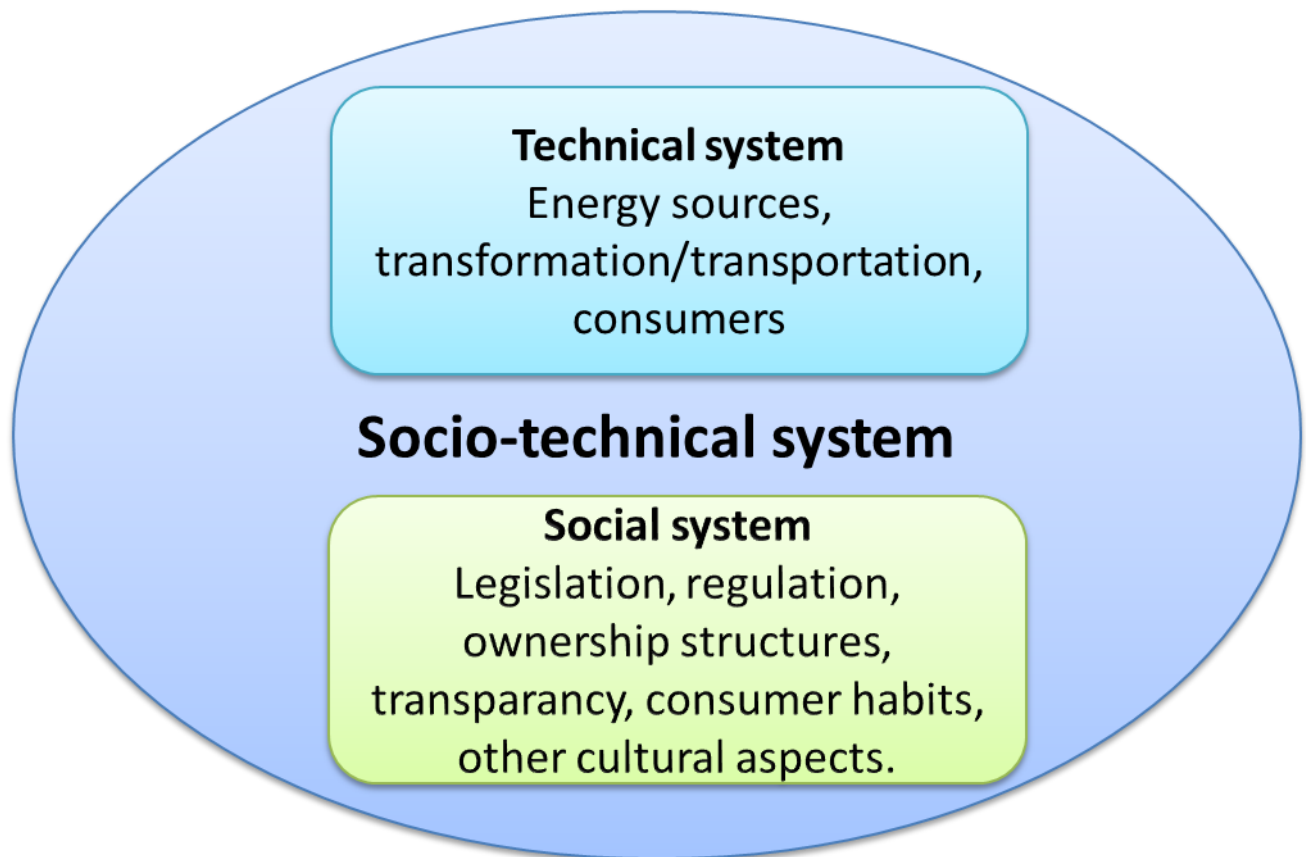 Technical system
Energy sources,
transformation/transportation,
consumers
Socio-technical system
Social system
Legislation, regulation,
ownership structures,
transparancy, consumer habits,
other cultural aspects.